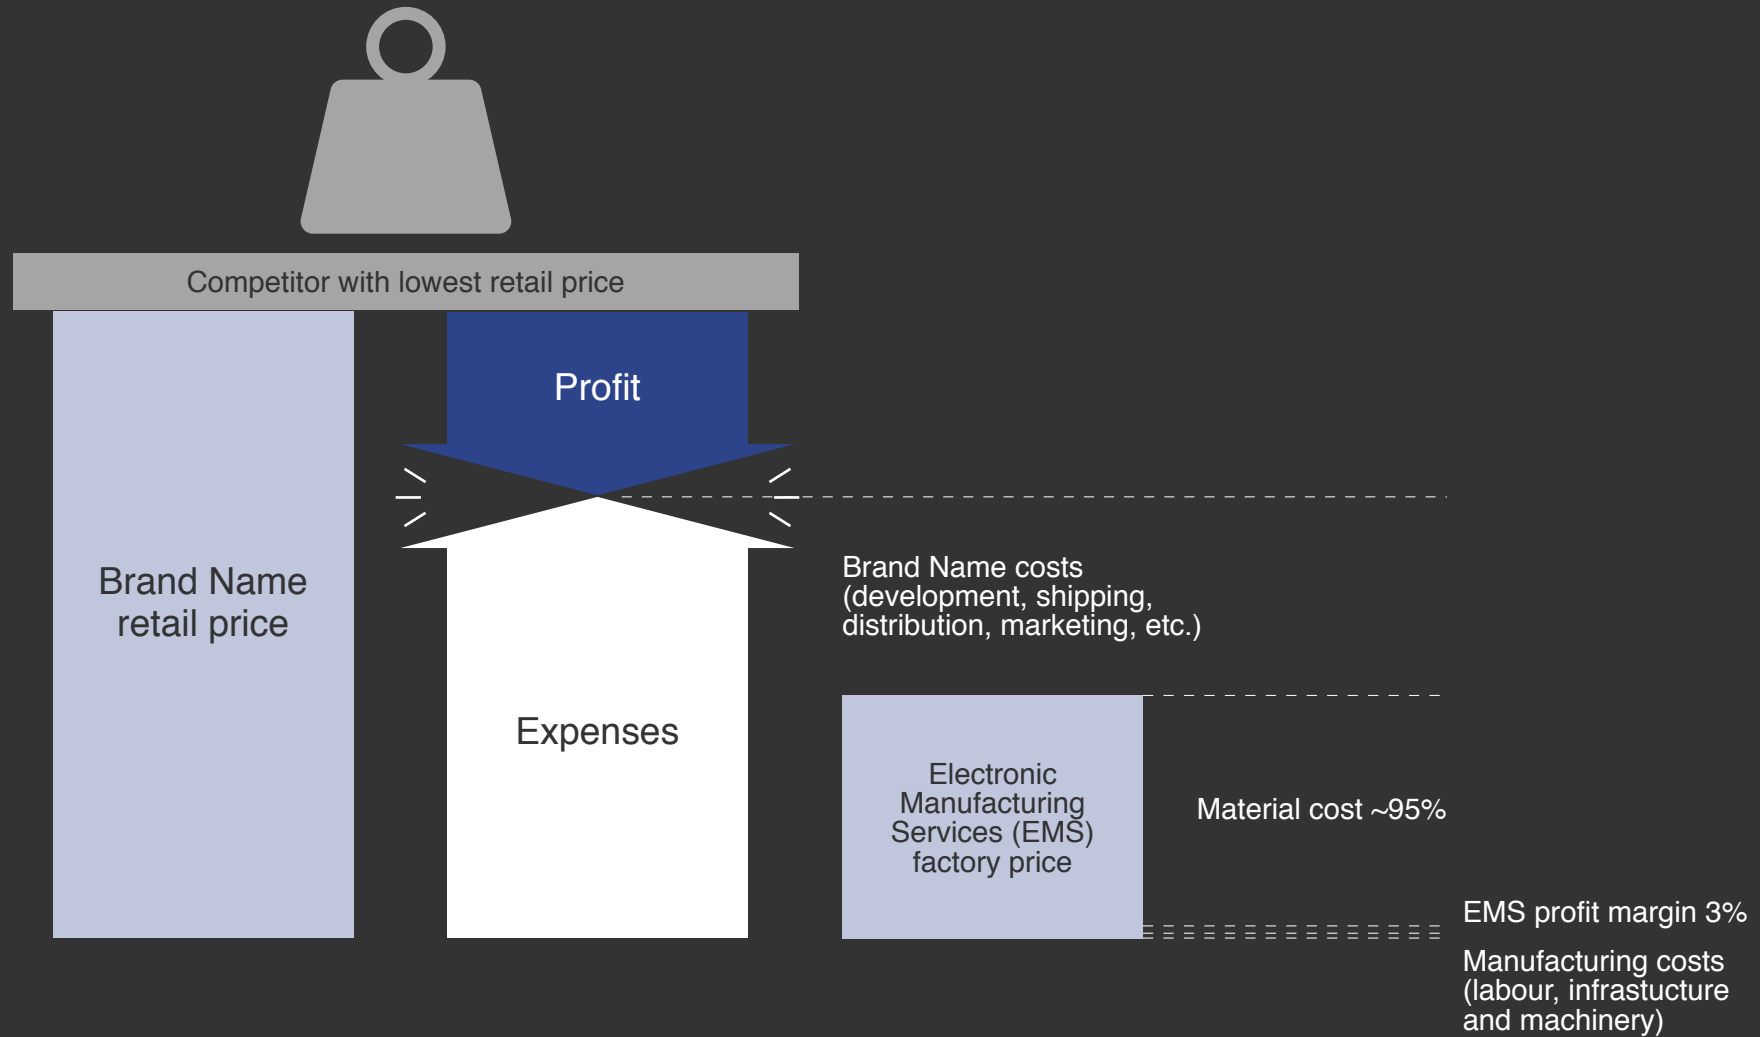 Competitor with lowest retail price
Profit
Brand Name
retail price
Expenses
Brand Name costs
(development, shipping,
distribution, marketing, etc.)
Electronic
Manufacturing
Services (EMS)
factory price
Material cost ~95%
EMS profit margin 3%
Manufacturing costs
(labour, infrastucture
and machinery)